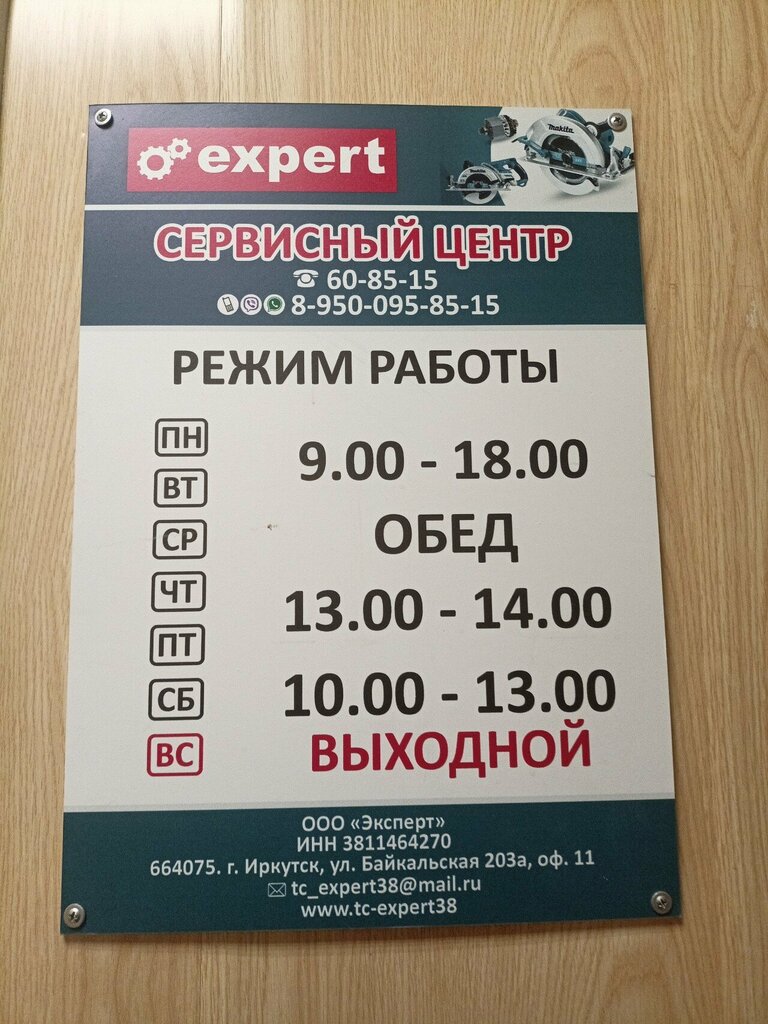 expert
makita
СЕРВИСНЫЙ ЦЕНТР
60-85-15
8-950-095-85-15
РЕЖИМ РАБОТЫ
ПН
9.00 - 18.00
ВТ
СР
ОБЕД
ЧТ
13.00 - 14.00
ПТ
СБ
10.00 - 13.00
ВС
ВЫХОДНОЙ
ООО «Эксперт»
ИНН 3811464270
664075. г. Иркутск, ул. Байкальская 203а, оф. 11
tc_expert38@mail.ru
www.tc-expert38